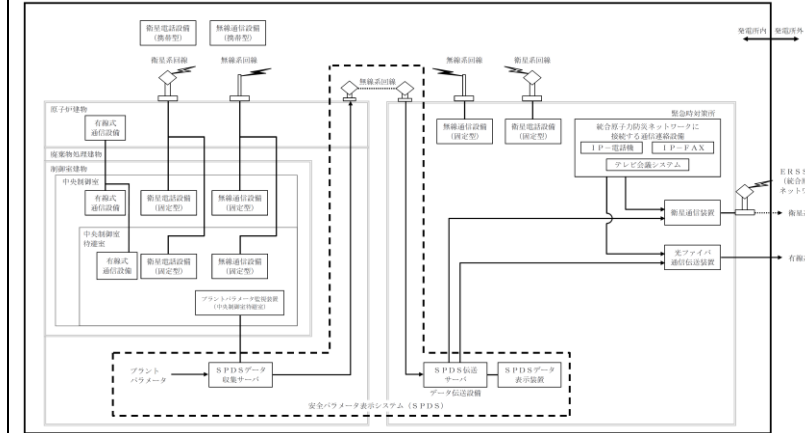 衛星電話設備
(携帯型)
無線通信設備
(携帯型)
発電所内 発電所外
衛星系回線
無線系回線
無線系回線
無線系回線
衛星系回線
原子炉建物
有線式
通信設備
無線通信設備
(固定型)
衛星電話設備
(固定型)
緊急時対策所
統合原子力防災ネットワークに
接続する通信連絡設備
IP-電話機
IP-FAX
テレビ会議システム
廃棄物処理建物
制御室建物
中央制御室
有線式
通信設備
衛星電話設備
(固定型)
無線通信設備
(固定型)
ERSS
(統合原
ネットワ
衛星通信装置
衛星
中央制御室
待避室
有線式
通信設備
衛星電話設備
(固定型)
無線通信設備
(固定型)
光ファイバ
通信伝送装置
有線
プラントパラメータ監視装置
(中央制御室待避室)
プラント
パラメータ
SPDSデータ
収集サーバ
SPDS伝送
サーバ
SPDSデータ
表示装置
データ伝送設備
安全パラメータ表示システム(SPDS)